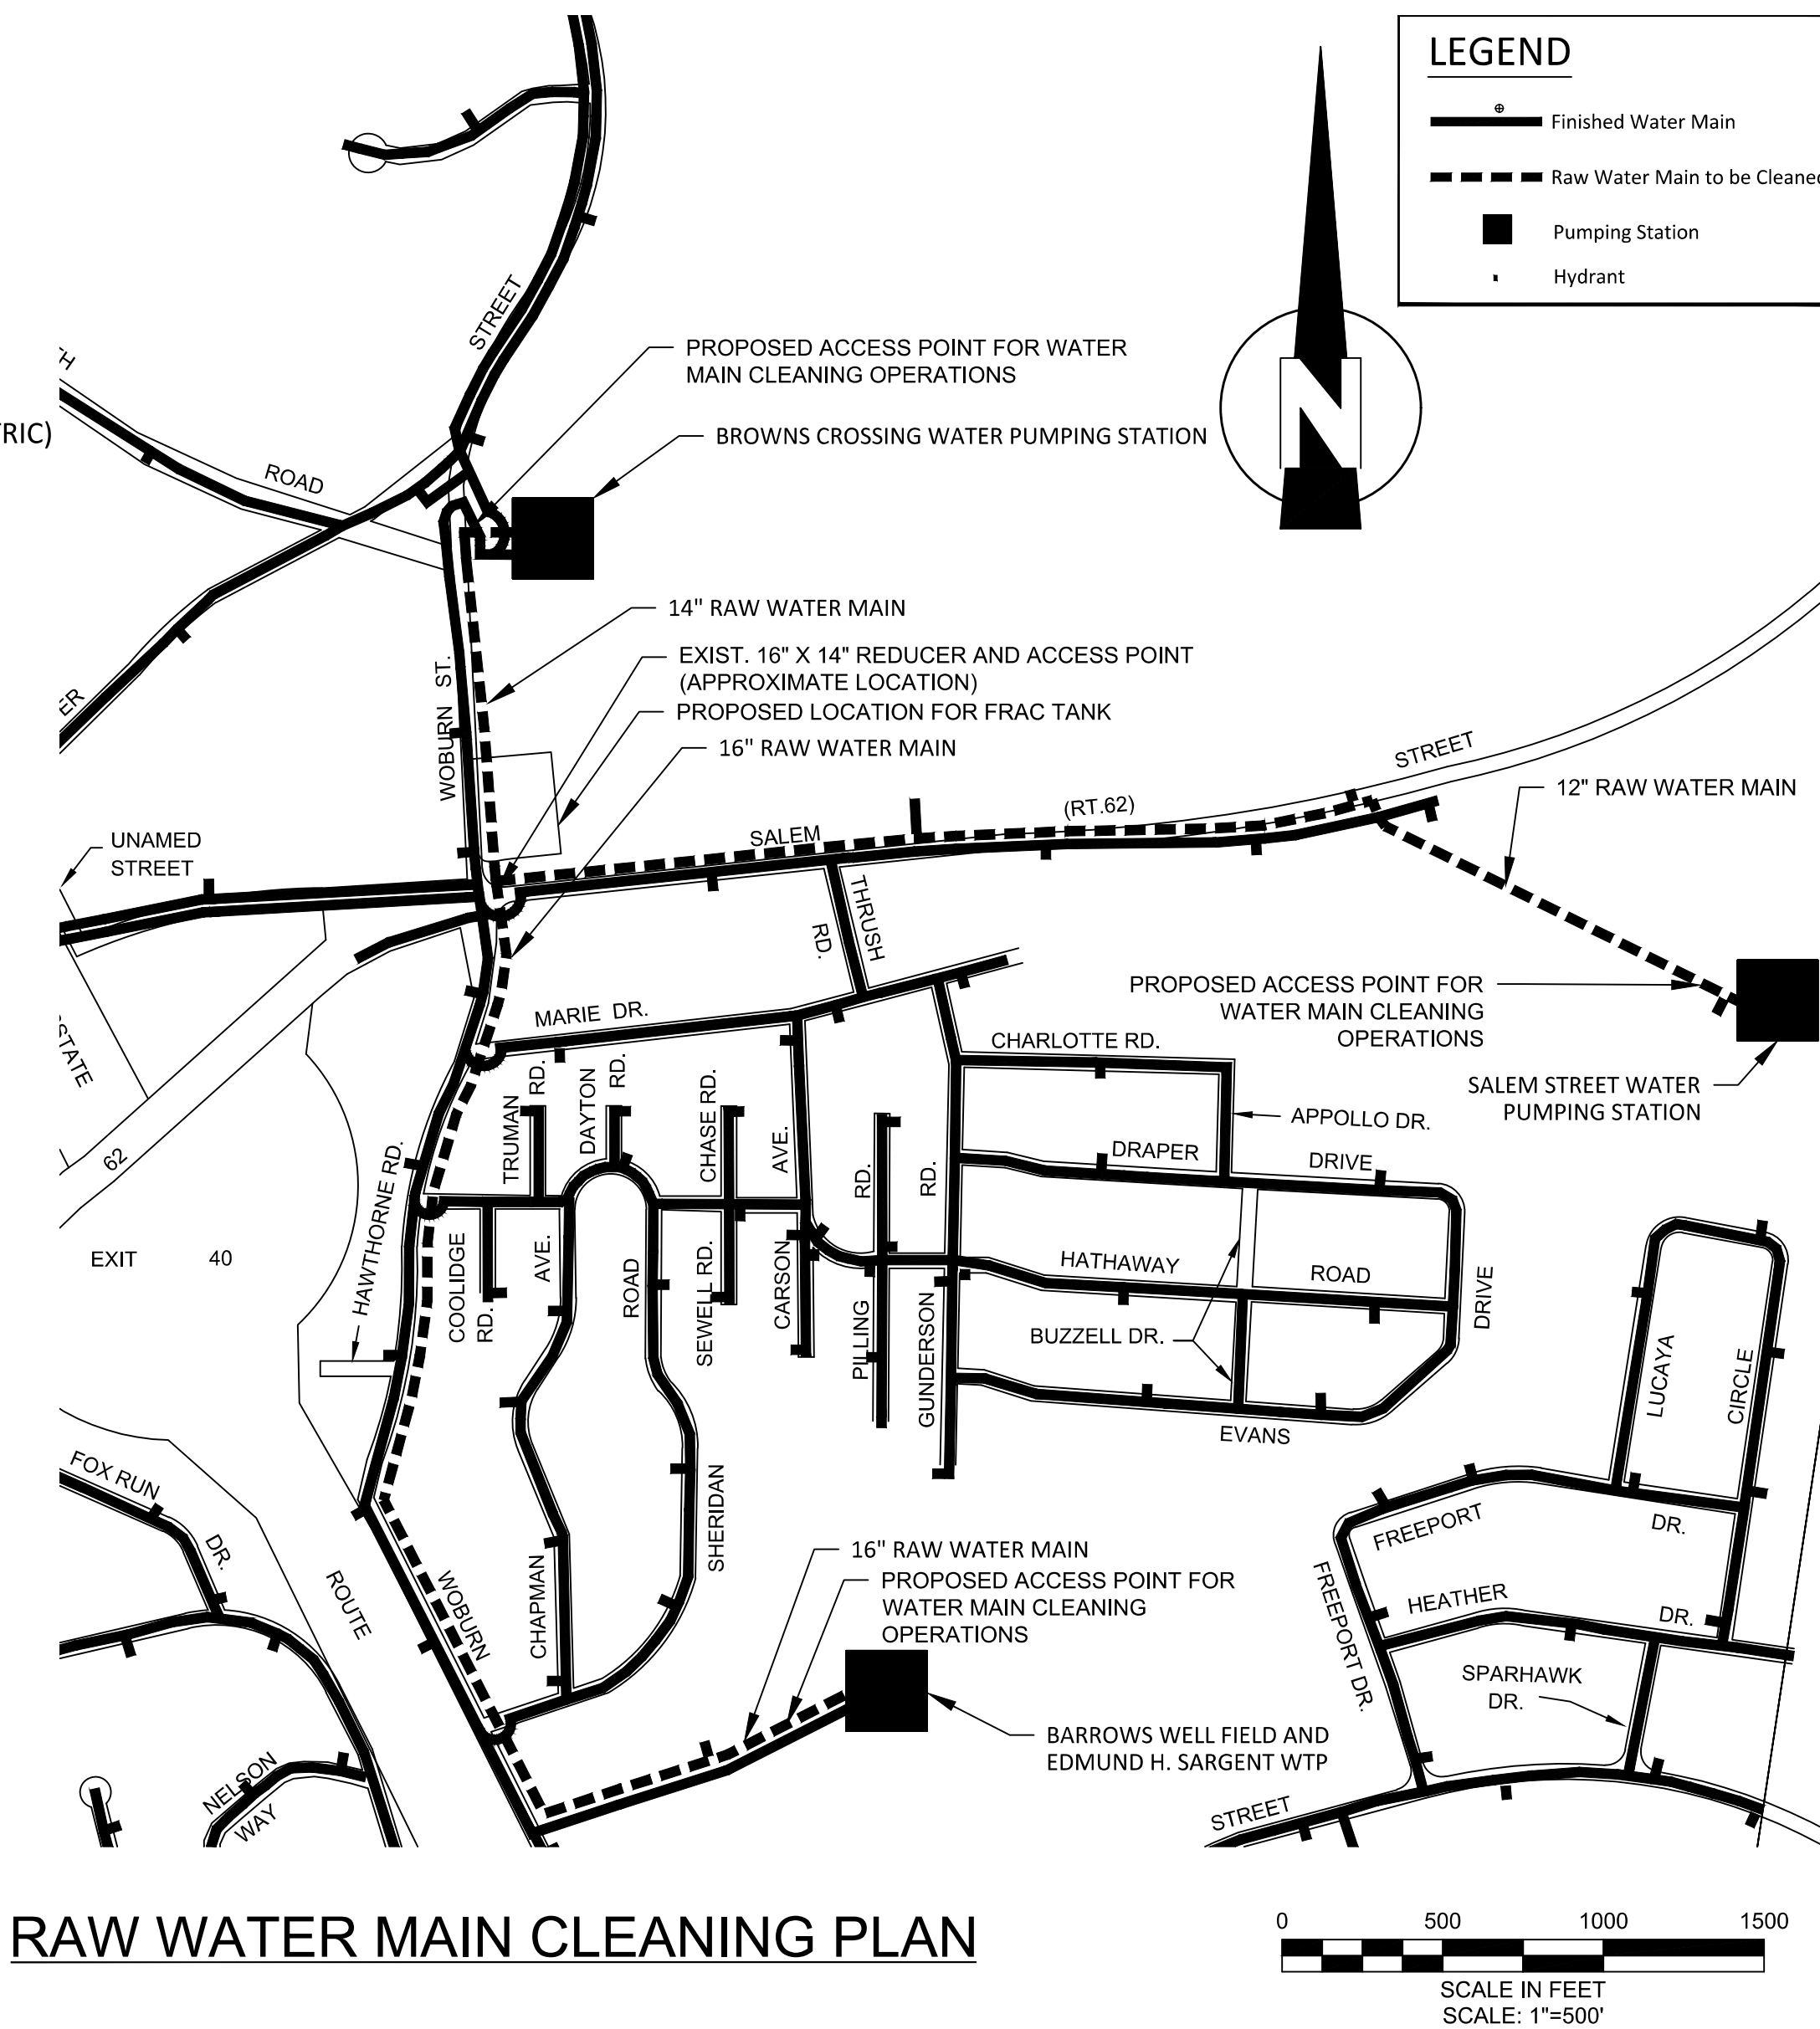 LEGEND
Finished Water Main
Raw Water Main to be Cleaned
Pumping Station
Hydrant
N
STREET
PROPOSED ACCESS POINT FOR WATER
MAIN CLEANING OPERATIONS
BROWNS CROSSING WATER PUMPING STATION
TH
TRIC)
ROAD
14" RAW WATER MAIN
EXIST. 16" X 14" REDUCER AND ACCESS POINT
(APPROXIMATE LOCATION)
PROPOSED LOCATION FOR FRAC TANK
16" RAW WATER MAIN
ER
WOBURN ST.
STREET
(RT.62)
SALEM
12" RAW WATER MAIN
UNAMED
STREET
THRUSH
RD.
PROPOSED ACCESS POINT FOR
WATER MAIN CLEANING
OPERATIONS
SALEM STREET WATER
PUMPING STATION
STATE
62
MARIE DR.
CHARLOTTE RD.
APPOLLO DR.
TRUMAN
RD.
DAYTON
RD.
CHASE RD.
AVE.
RD.
RD.
DRAPER
DRIVE
HAWTHORNE RD.
EXIT 40
COOLIDGE
RD.
AVE.
ROAD
SEWELL RD.
CARSON
PILLING
GUNDERSON
HATHAWAY
ROAD
DRIVE
BUZZELL DR.
EVANS
LUCAYA
CIRCLE
FOX RUN
DR.
ROUTE
WOBURN
CHAPMAN
SHERIDAN
FREEPORT
DR.
FREEPORT DR.
HEATHER
DR.
SPARHAWK
DR.
16" RAW WATER MAIN
PROPOSED ACCESS POINT FOR
WATER MAIN CLEANING
OPERATIONS
BARROWS WELL FIELD AND
EDMUND H. SARGENT WTP
NELSON
WAY
STREET
RAW WATER MAIN CLEANING PLAN
0 500 1000 1500
SCALE IN FEET
SCALE: 1"=500'